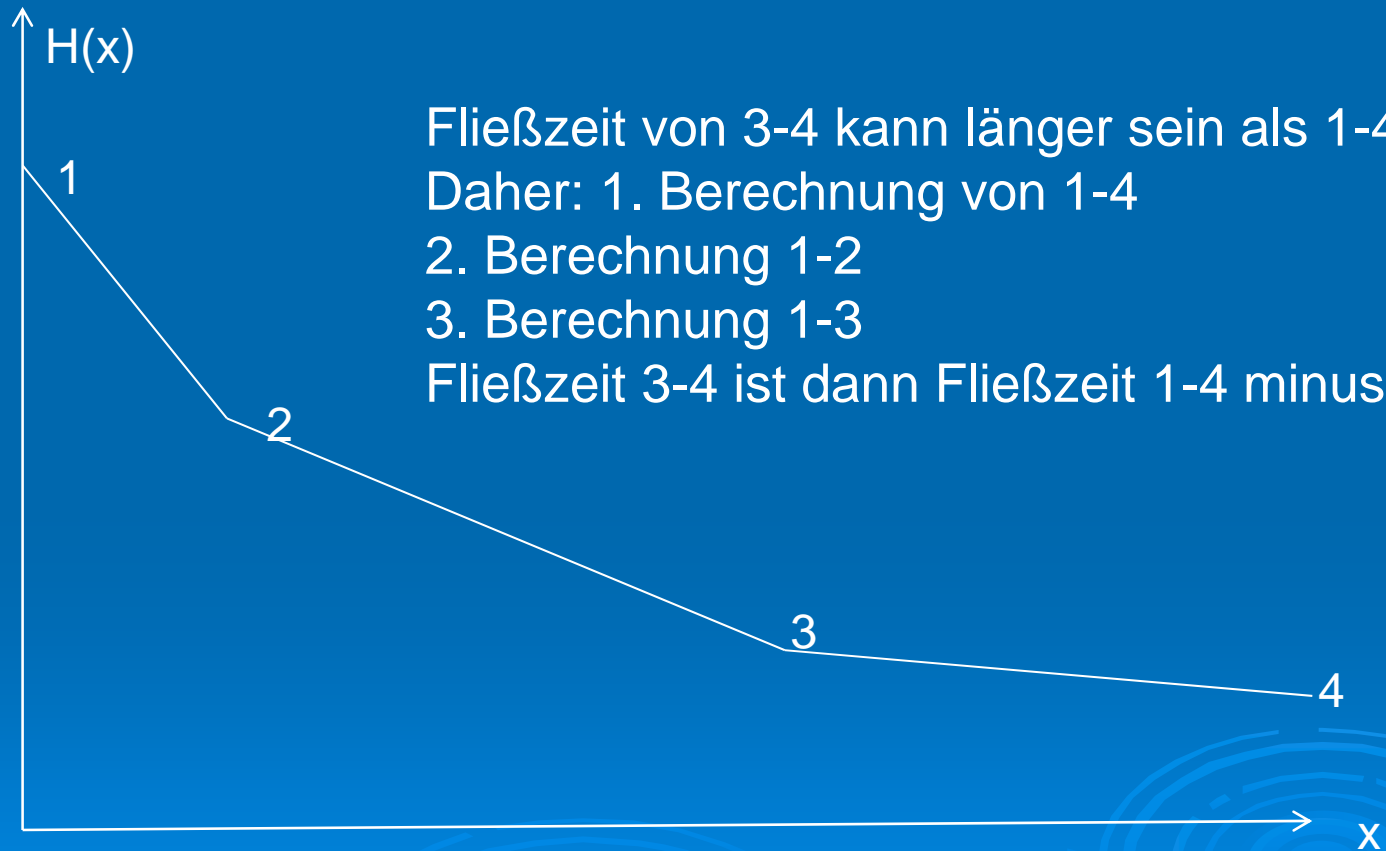 H(x)
Fließzeit von 3-4 kann länger sein als 1-4
Daher: 1. Berechnung von 1-4
1
2. Berechnung 1-2
3. Berechnung 1-3
Fließzeit 3-4 ist dann Fließzeit 1-4 minus
2
3
4
x